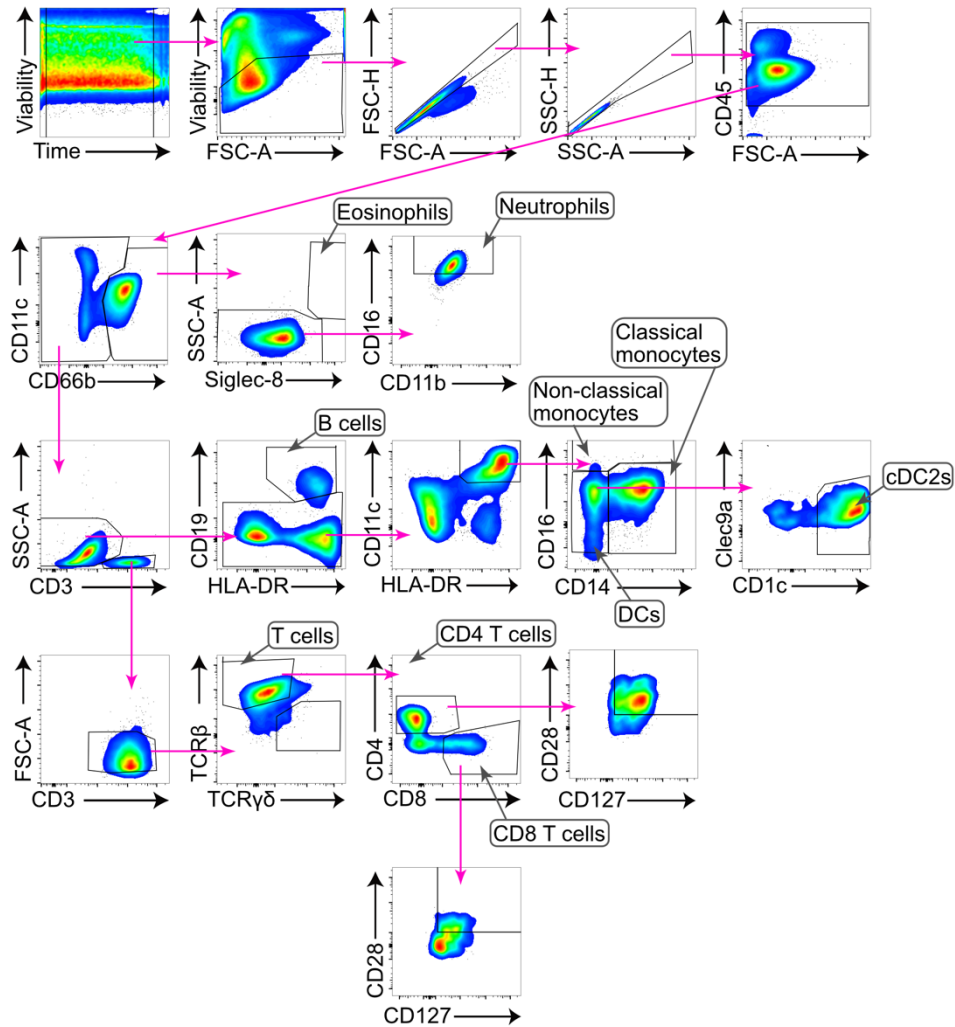 Viability
Time
Viability
FSC-A
FSC-H
FSC-A
SSC-H
SSC-A
CD45
FSC-A
Eosinophils
Neutrophils
CD11c
CD66b
SSC-A
Siglec-8
CD16
CD11b
Classical
monocytes
Non-classical
monocytes
B cells
cDC2s
SSC-A
CD3
CD19
HLA-DR
CD11c
HLA-DR
CD16
CD14
Clec9a
CD1c
DCs
T cells
CD4 T cells
FSC-A
CD3
TCRβ
TCRγδ
CD4
CD8
CD28
CD127
CD8 T cells
CD28
CD127